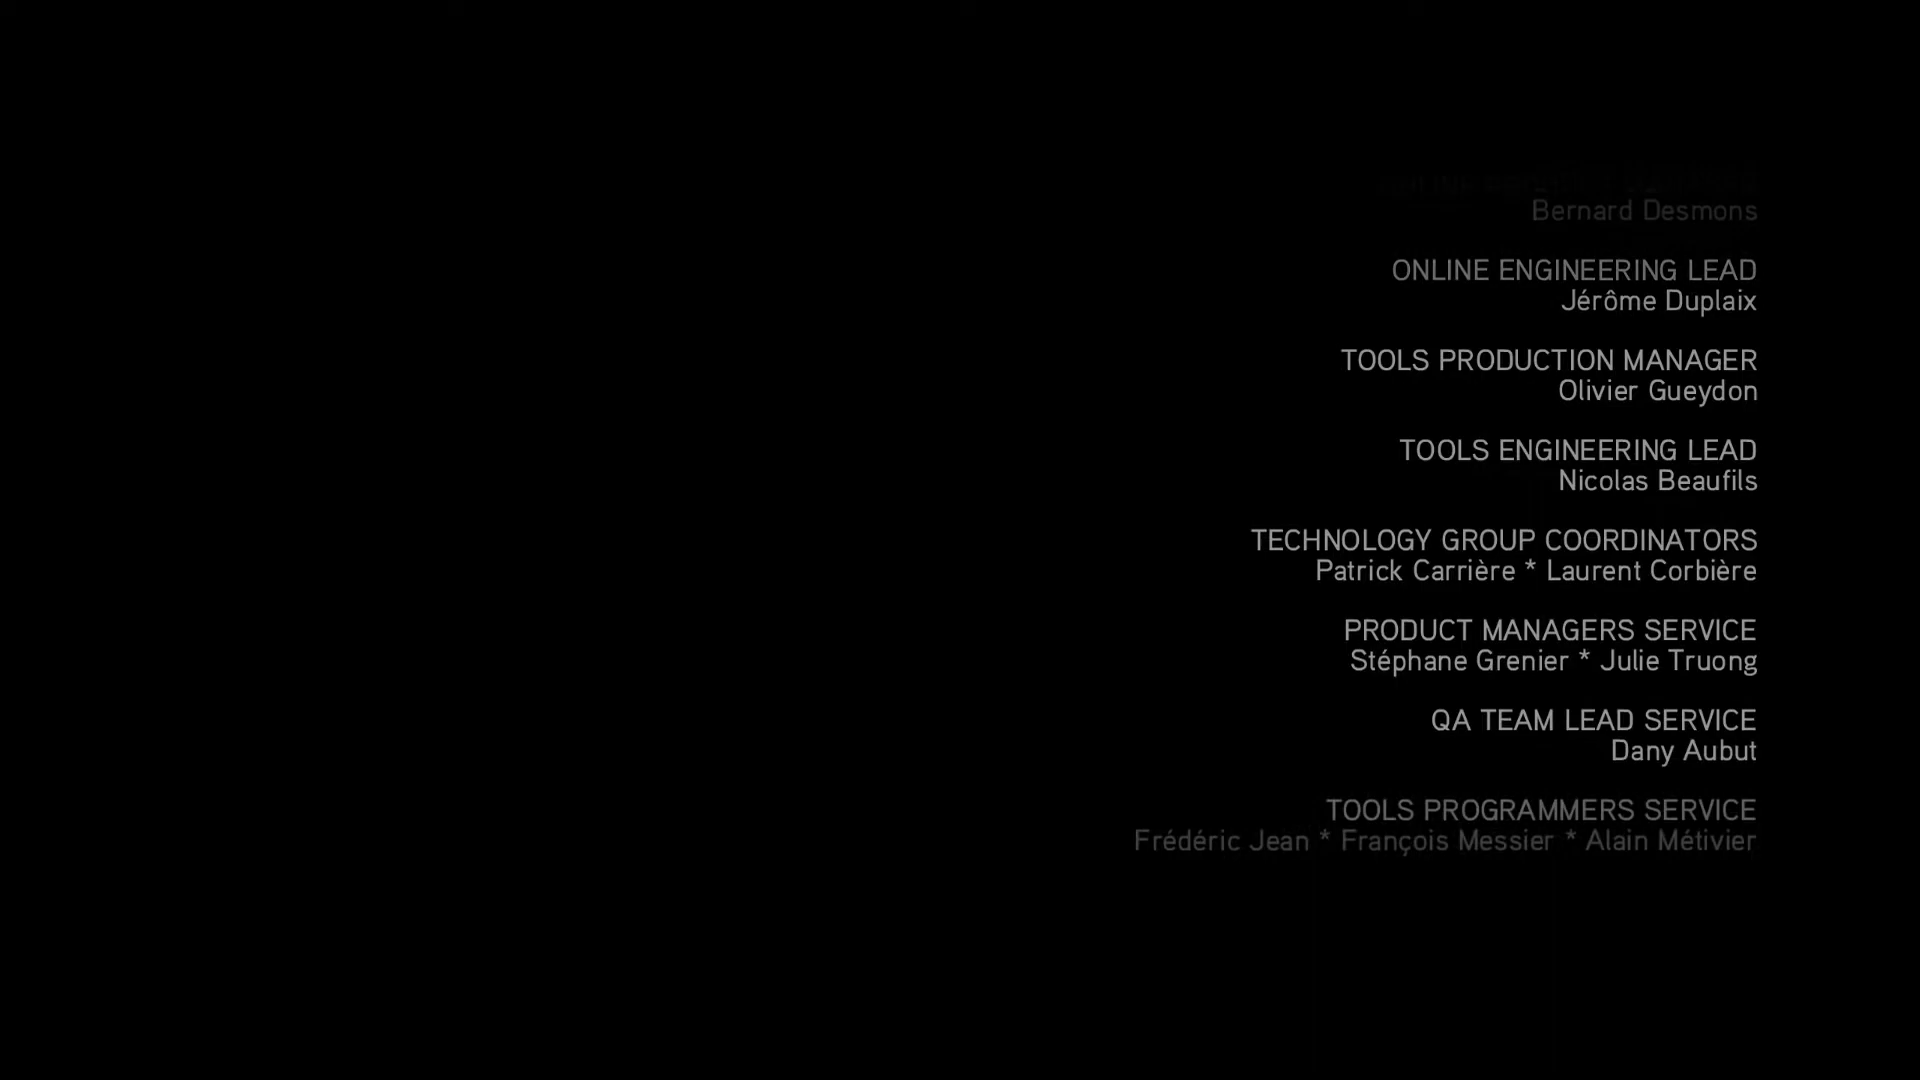 Bernard Desmons
ONLINE ENGINEERING LEAD
Jérôme Duplaix
TOOLS PRODUCTION MANAGER
Olivier Gueydon
TOOLS ENGINEERING LEAD
Nicolas Beaufils
TECHNOLOGY GROUP COORDINATORS
Patrick Carrière * Laurent Corbière
PRODUCT MANAGERS SERVICE
Stéphane Grenier * Julie Truong
QA TEAM LEAD SERVICE
Dany Aubut
TOOLS PROGRAMMERS SERVICE
Frédéric Jean * François Messier * Alain Métivier